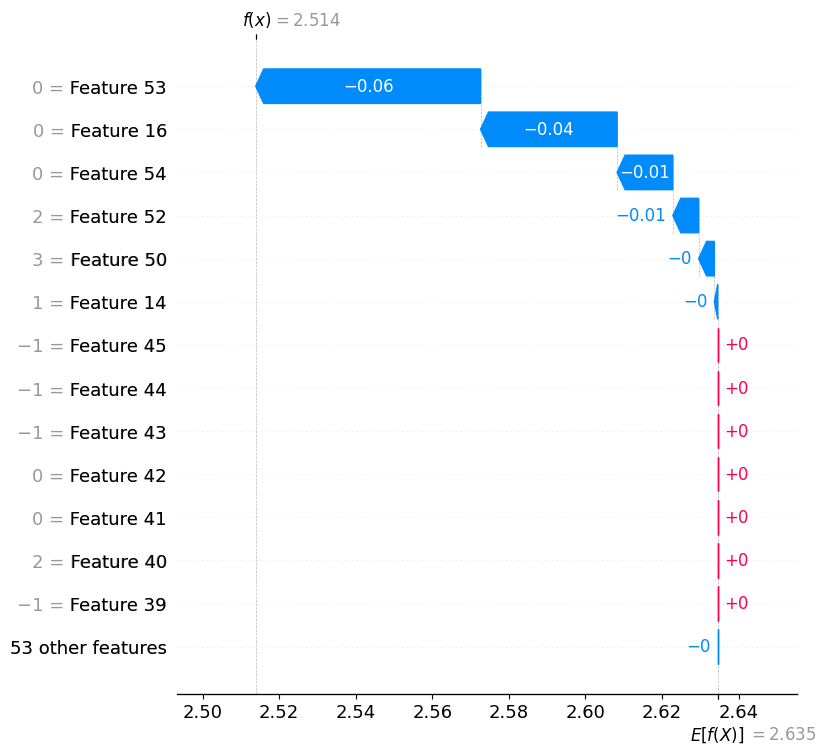 f(x) = 2.514
0 = Feature 53 −0.06
0 = Feature 16 −0.04
0 = Feature 54 −0.01
2 = Feature 52 −0.01
3 = Feature 50 −0
1 = Feature 14 −0
−1 = Feature 45 +0
−1 = Feature 44 +0
−1 = Feature 43 +0
0 = Feature 42 +0
0 = Feature 41 +0
2 = Feature 40 +0
−1 = Feature 39 +0
53 other features −0
2.50 2.52 2.54 2.56 2.58 2.60 2.62 2.64
E[f(X)] = 2.635